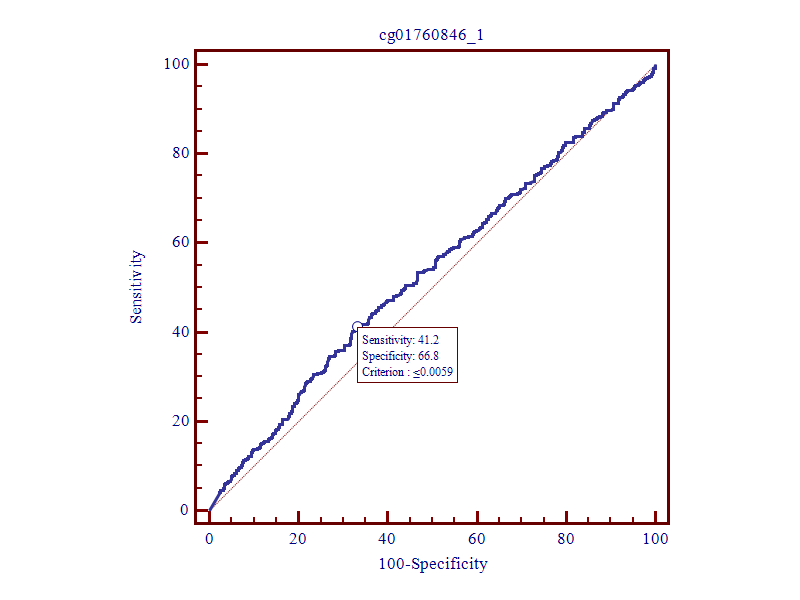 cg01760846_1
100
80
60
40
20
0
Sensitivity
Sensitivity: 41.2
Specificity: 66.8
Criterion : ≤0.0059
0 20 40 60 80 100
100-Specificity